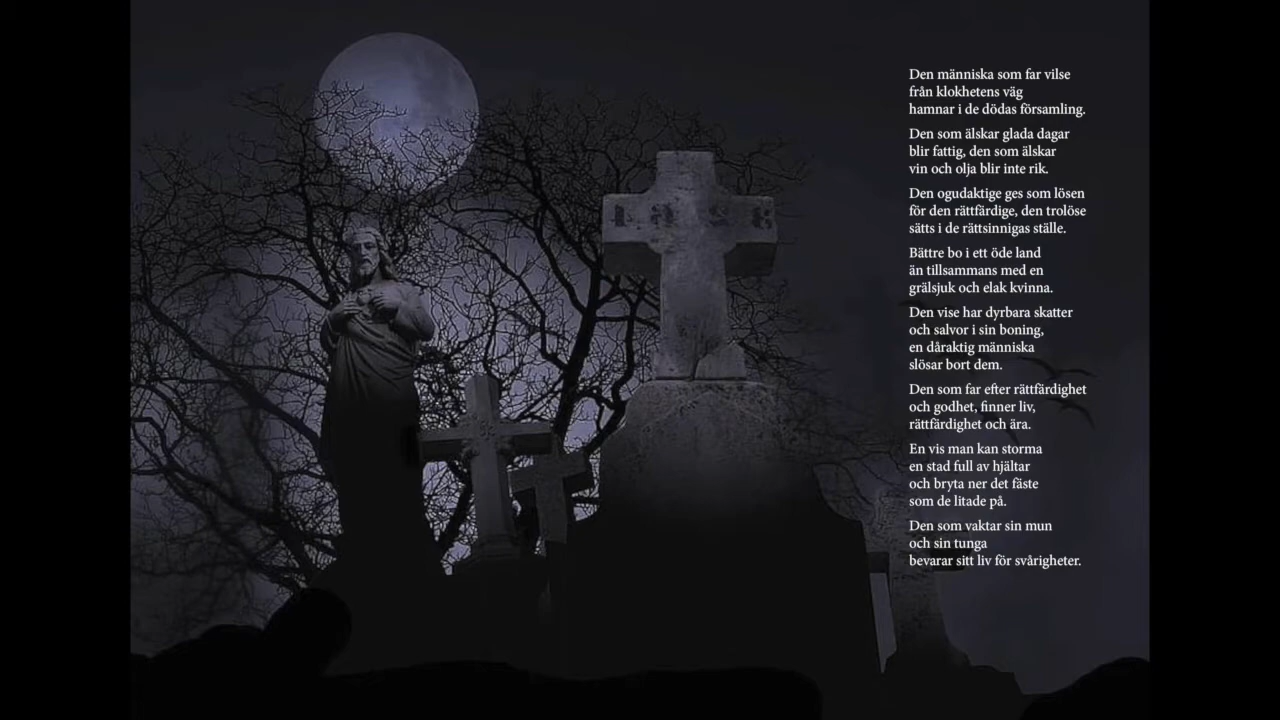 Den människa som far vilse
från klokhetens väg
hamnar i de dödas församling.
Den som älskar glada dagar
blir fattig, den som älskar
vin och olja blir inte rik.
Den ogudaktige ges som lösen
för den rättfärdige, den trolöse
sätts i de rättsinnigas ställe.
Bättre bo i ett öde land
än tillsammans med en
grälsjuk och elak kvinna.
Den vise har dyrbara skatter
och salvor i sin boning,
en dåraktig människa
slösar bort dem.
Den som far efter rättfärdighet
och godhet, finner liv,
rättfärdighet och ära.
En vis man kan storma
en stad full av hjältar
och bryta ner det fäste
som de litade på.
Den som vaktar sin mun
och sin tunga
bevarar sitt liv för svårigheter.